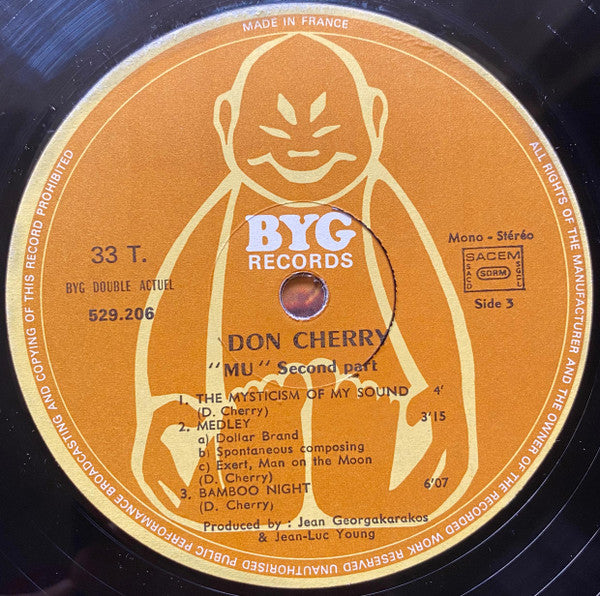 MADE IN FRANCE
ALL RIGHTS OF THE MANUFACTURER AND THE OWNER OF THE RECORDED WORK RESERVED UNAUTHORISED PUBLIC PERFORMANCE BROADCASTING AND COPYING OF THIS RECORD PROHIBITED
BYG
RECORDS
33 T.
BYG DOUBLE ACTUEL
529.206
Mono - Stéréo
SACEM
SACD
SDRM
SGDL
Side 3
DON CHERRY
"MU" Second part
1. THE MYSTICISM OF MY SOUND 4'
(D. Cherry)
2. MEDLEY 3'15
a) Dollar Brand
b) Spontaneous composing
c) Exert, Man on the Moon
(D. Cherry)
3. BAMBOO NIGHT 6'07
(D. Cherry)
Produced by : Jean Georgakarakos
& Jean-Luc Young